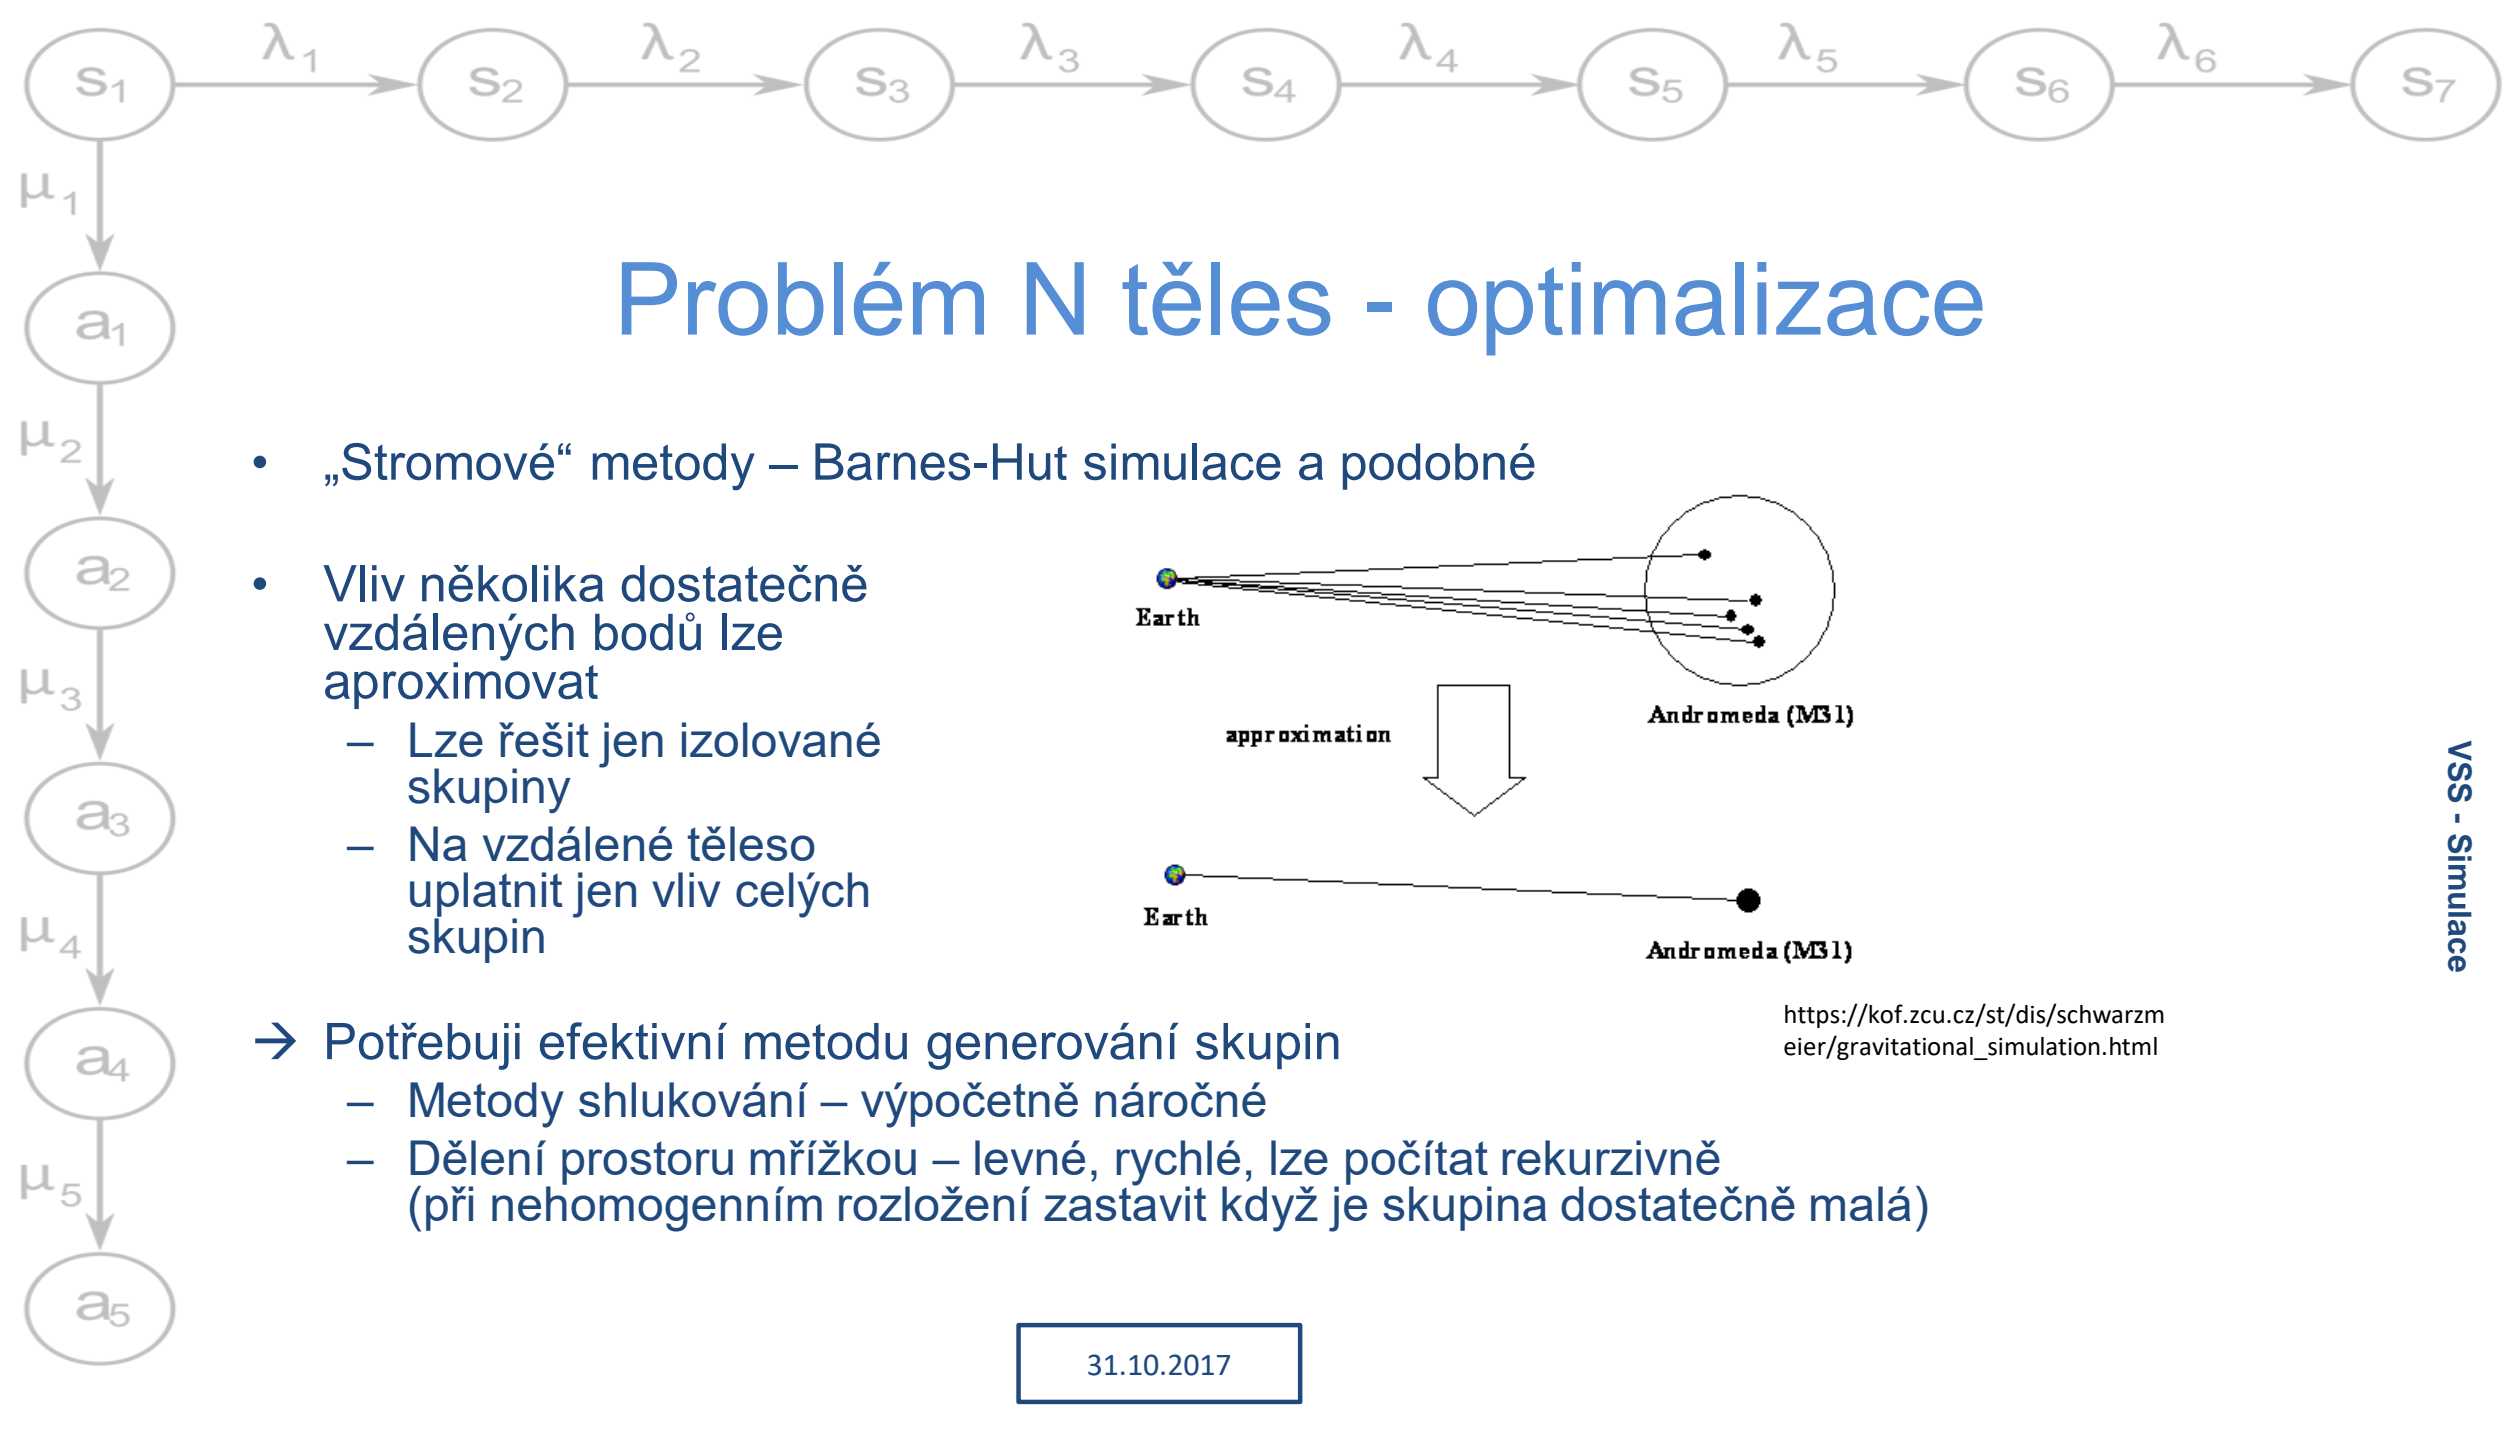 s1 λ1 s2 λ2 s3 λ3 s4 λ4 s5 λ5 s6 λ6 s7
μ1
a1
μ2
a2
μ3
a3
μ4
a4
μ5
a5
Problém N těles - optimalizace
• „Stromové“ metody – Barnes-Hut simulace a podobné
• Vliv několika dostatečně
vzdálených bodů lze
aproximovat
– Lze řešit jen izolované
skupiny
– Na vzdálené těleso
uplatnit jen vliv celých
skupin
Earth
Andromeda (M31)
approximation
Earth
Andromeda (M31)
https://kof.zcu.cz/st/dis/schwarzm
eier/gravitational_simulation.html
→ Potřebuji efektivní metodu generování skupin
– Metody shlukování – výpočetně náročné
– Dělení prostoru mřížkou – levné, rychlé, lze počítat rekurzivně
(při nehomogenním rozložení zastavit když je skupina dostatečně malá)
VSS - Simulace
31.10.2017